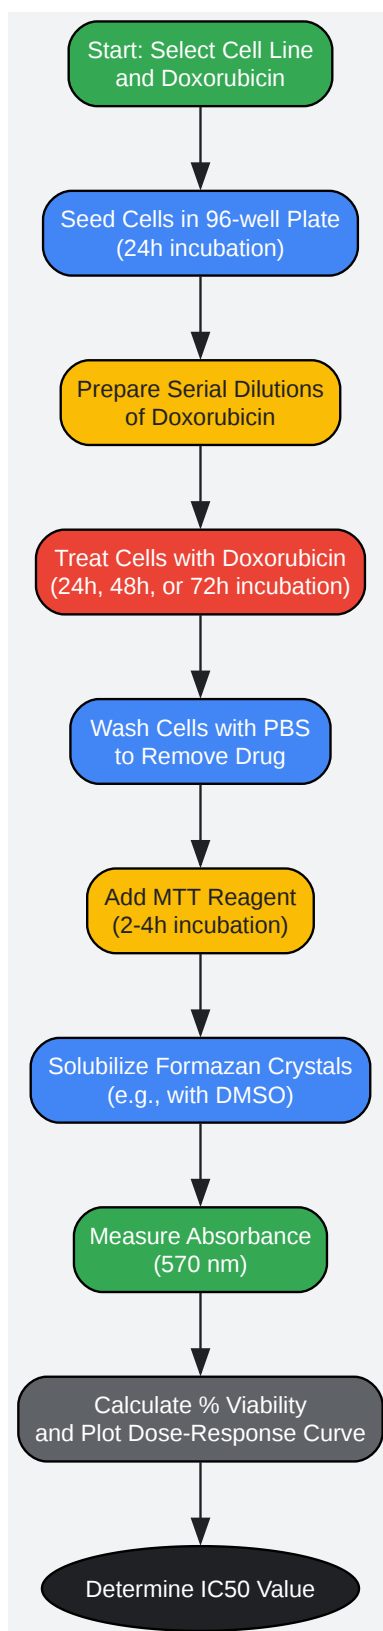 Start: Select Cell Line
and Doxorubicin
Seed Cells in 96-well Plate
(24h incubation)
Prepare Serial Dilutions
of Doxorubicin
Treat Cells with Doxorubicin
(24h, 48h, or 72h incubation)
Wash Cells with PBS
to Remove Drug
Add MTT Reagent
(2-4h incubation)
Solubilize Formazan Crystals
(e.g., with DMSO)
Measure Absorbance
(570 nm)
Calculate % Viability
and Plot Dose-Response Curve
Determine IC50 Value